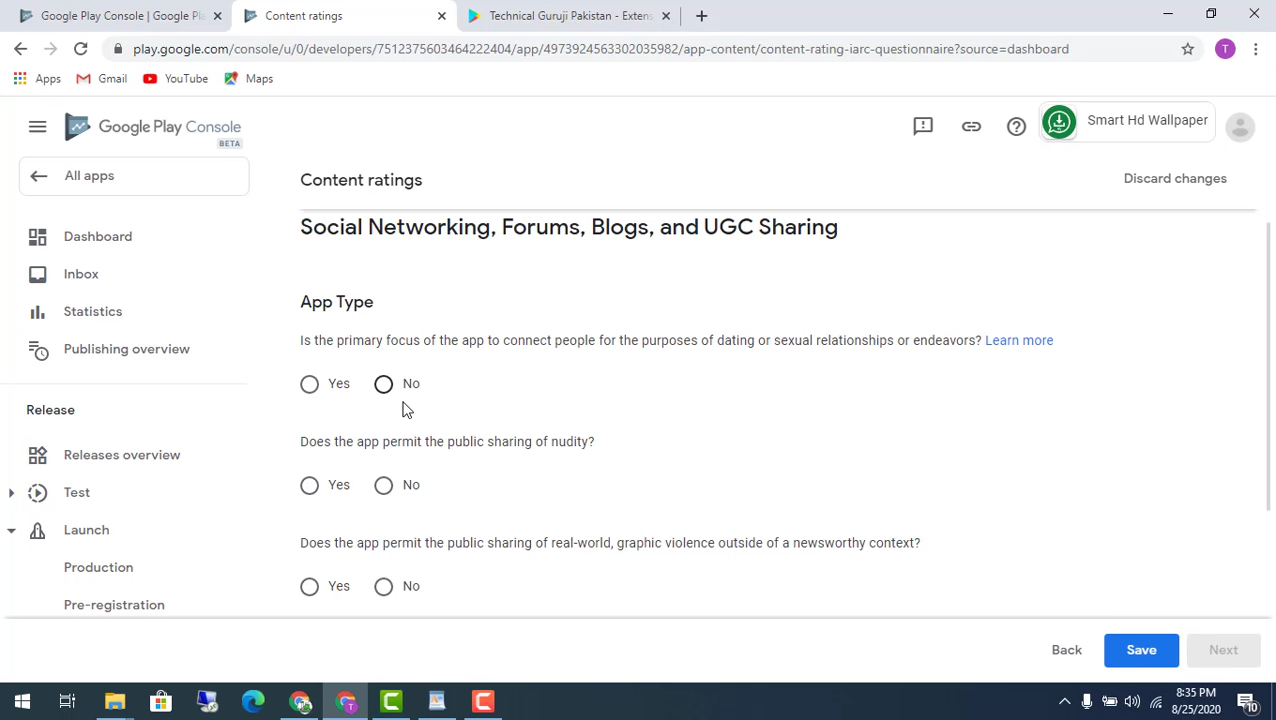 Google Play Console | Google Pla
Content ratings
Technical Guruji Pakistan - Extens
play.google.com/console/u/0/developers/7512375603464222404/app/4973924563302035982/app-content/content-rating-iarc-questionnaire?source=dashboard
T
Apps
Gmail
YouTube
Maps
Google Play Console
BETA
Smart Hd Wallpaper
All apps
Content ratings
Discard changes
Dashboard
Inbox
Statistics
Publishing overview
Release
Releases overview
Test
Launch
Production
Pre-registration
Social Networking, Forums, Blogs, and UGC Sharing
App Type
Is the primary focus of the app to connect people for the purposes of dating or sexual relationships or endeavors? Learn more
Yes No
Does the app permit the public sharing of nudity?
Yes No
Does the app permit the public sharing of real-world, graphic violence outside of a newsworthy context?
Yes No
Back Save Next
8:35 PM
8/25/2020
10